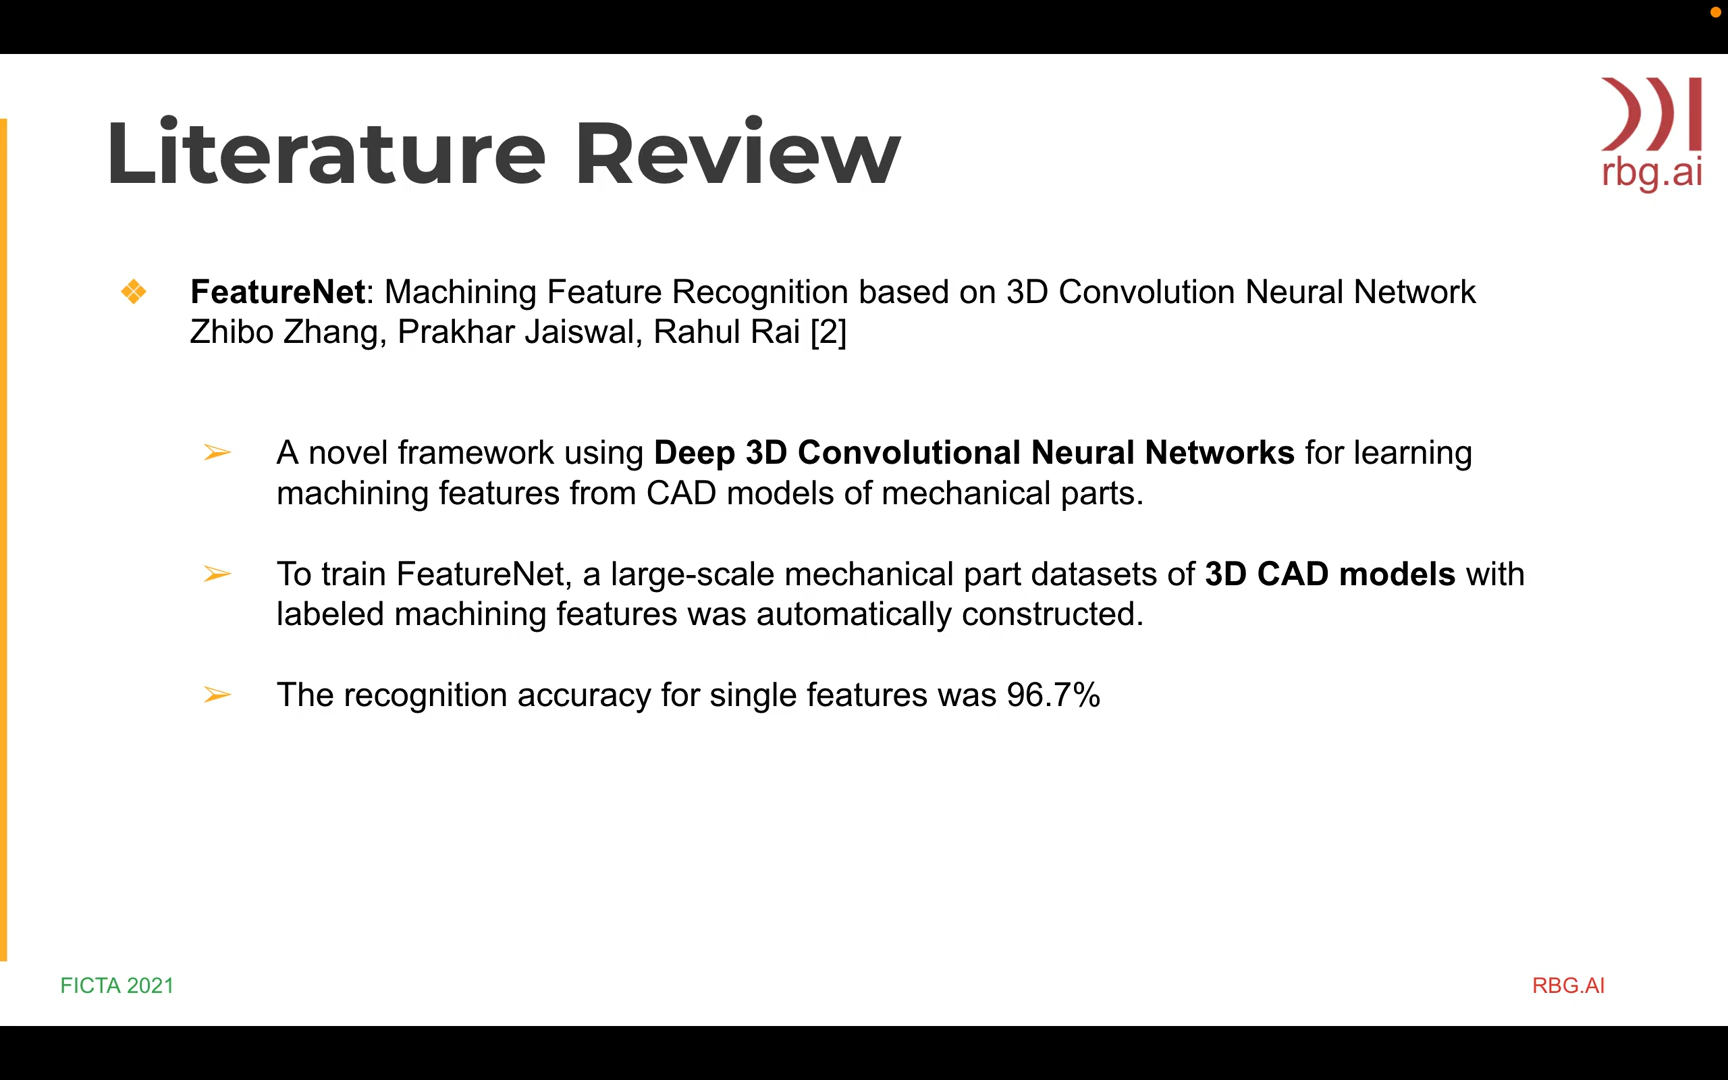 Literature Review
rbg.ai
❖ FeatureNet: Machining Feature Recognition based on 3D Convolution Neural Network
Zhibo Zhang, Prakhar Jaiswal, Rahul Rai [2]
➢ A novel framework using Deep 3D Convolutional Neural Networks for learning
machining features from CAD models of mechanical parts.
➢ To train FeatureNet, a large-scale mechanical part datasets of 3D CAD models with
labeled machining features was automatically constructed.
➢ The recognition accuracy for single features was 96.7%
FICTA 2021
RBG.AI